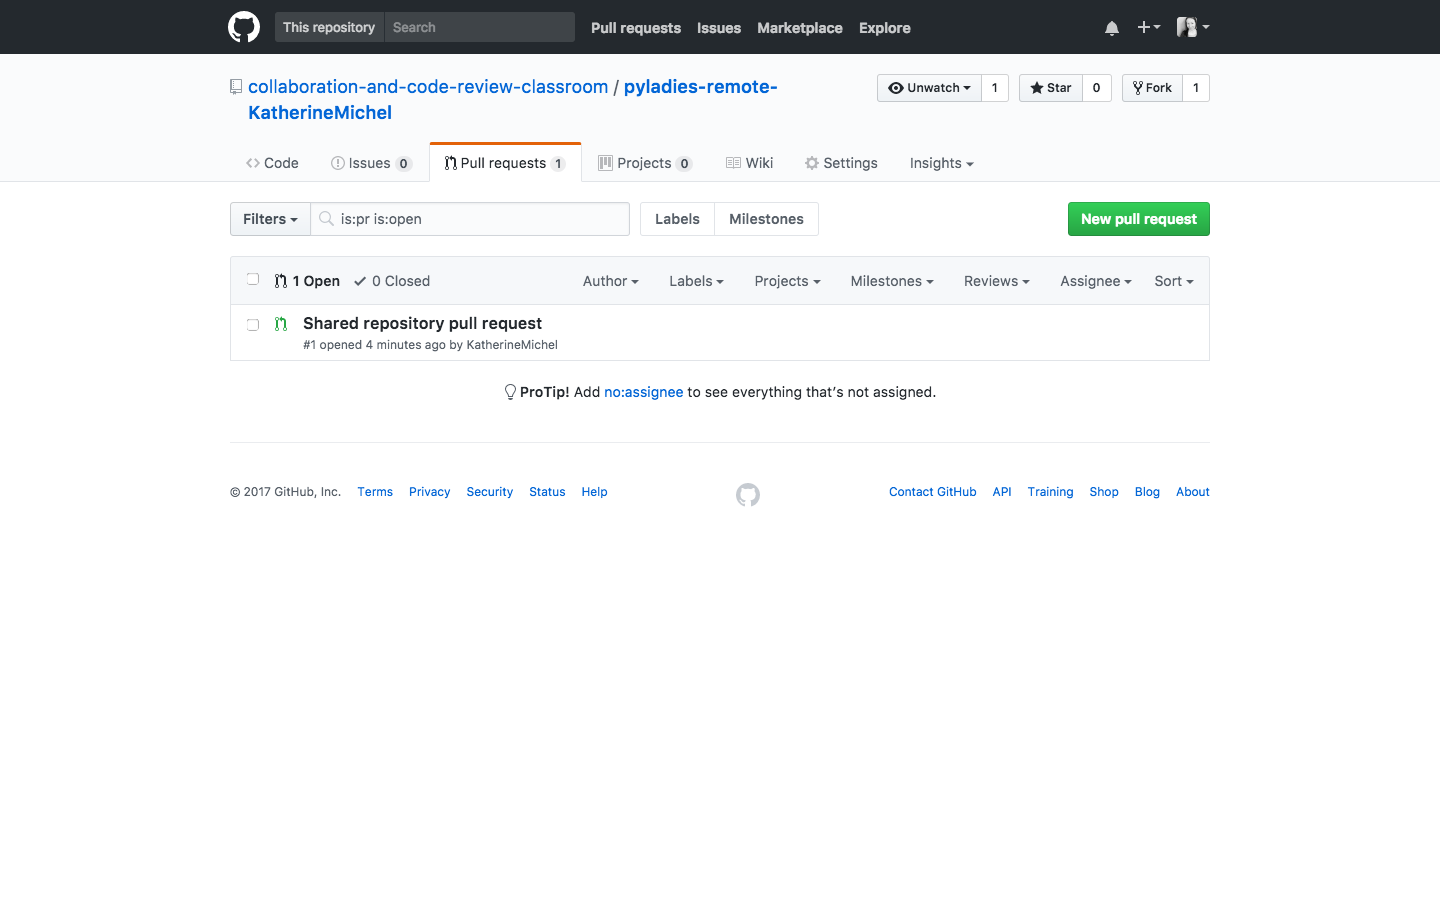 This repository Search Pull requests Issues Marketplace Explore
collaboration-and-code-review-classroom / pyladies-remote-
KatherineMichel
Unwatch 1 Star 0 Fork 1
Code Issues 0 Pull requests 1 Projects 0 Wiki Settings Insights
Filters is:pr is:open Labels Milestones New pull request
1 Open 0 Closed Author Labels Projects Milestones Reviews Assignee Sort
Shared repository pull request
#1 opened 4 minutes ago by KatherineMichel
ProTip! Add no:assignee to see everything that's not assigned.
© 2017 GitHub, Inc. Terms Privacy Security Status Help Contact GitHub API Training Shop Blog About